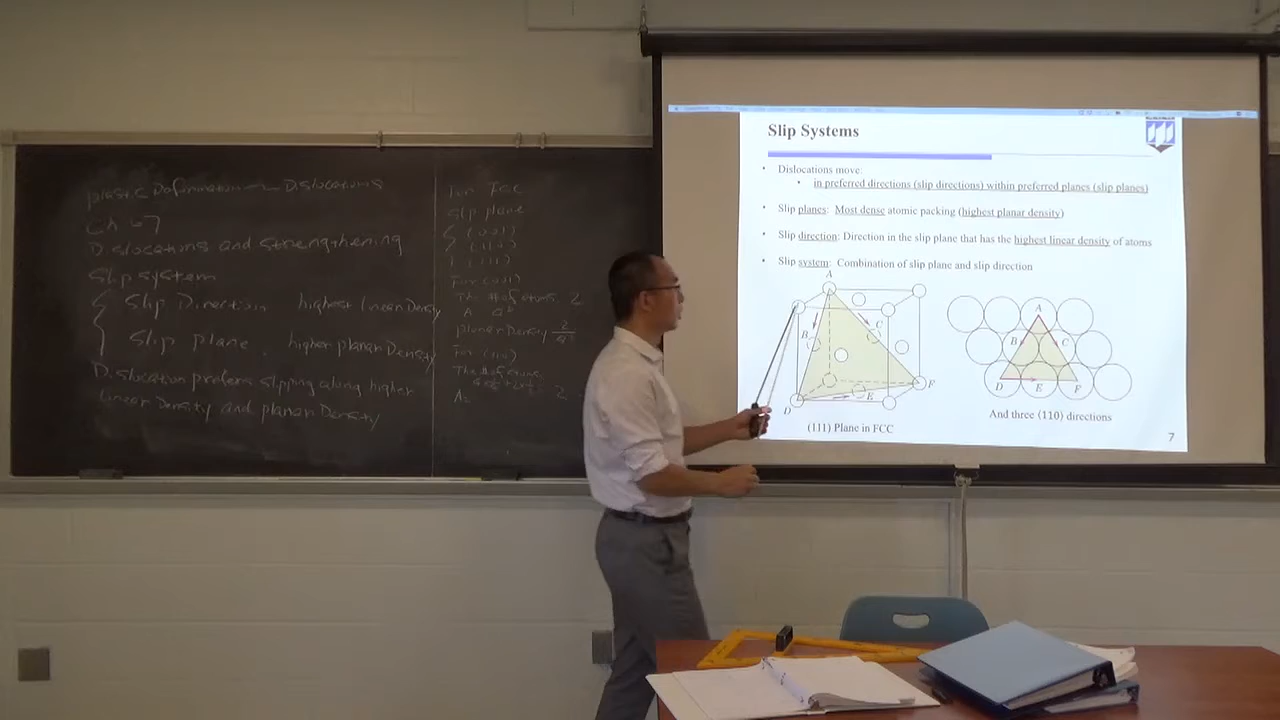 plastic Deformation Dislocations
Ch 7
Dislocations and strengthening
Slip system
Slip Direction highest Linear Density
Slip plane, higher planar Density
Dislocation prefers slipping along higher
linear Density and planar Density
For FCC
Slip plane
(001)
(110)
(111)
For (001)
The # of atoms 2
A a²
planar Density 2/a²
For (110)
The # of atoms
2
Slip Systems
• Dislocations move:
• in preferred directions (slip directions) within preferred planes (slip planes)
• Slip planes: Most dense atomic packing (highest planar density)
• Slip direction: Direction in the slip plane that has the highest linear density of atoms
• Slip system: Combination of slip plane and slip direction
A
B
C
D
E
F
(111) Plane in FCC
A
B
C
D
E
F
And three ⟨110⟩ directions
7